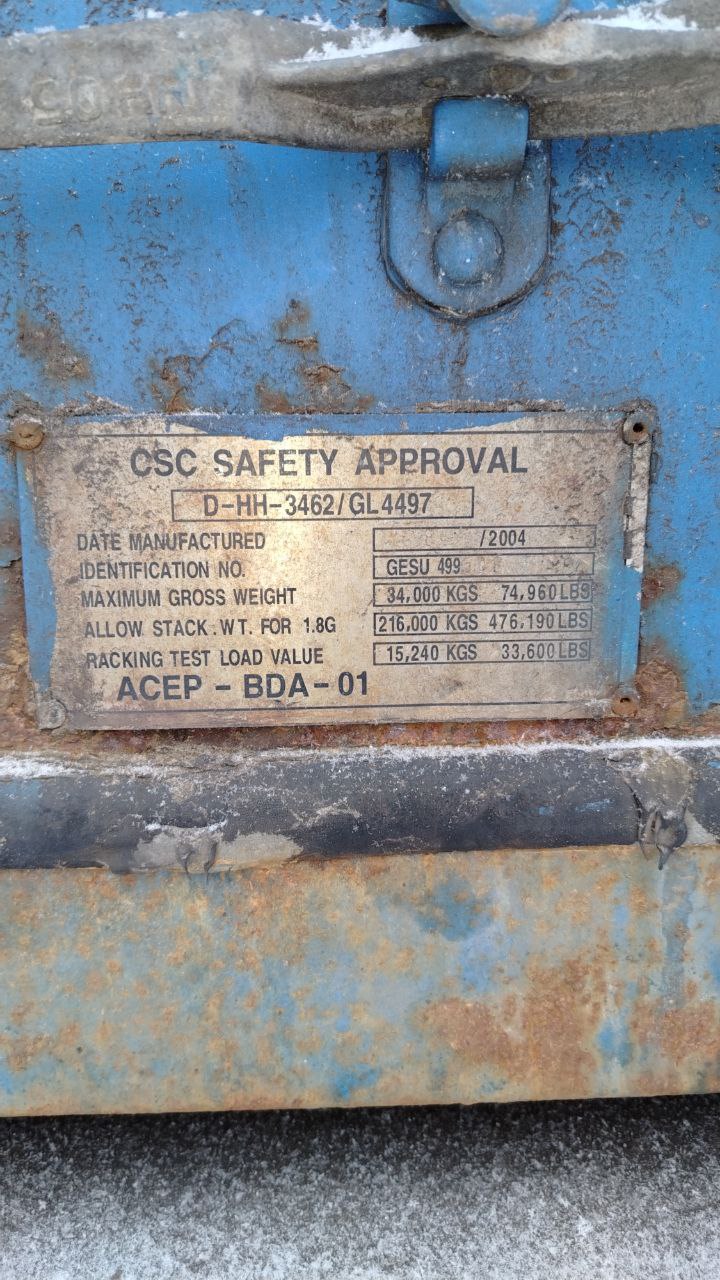 CSC SAFETY APPROVAL
D-HH-3462/GL4497
DATE MANUFACTURED /2004
IDENTIFICATION NO. GESU 499
MAXIMUM GROSS WEIGHT 34,000 KGS 74,960 LBS
ALLOW STACK.WT. FOR 1.8G 216,000 KGS 476,190 LBS
RACKING TEST LOAD VALUE 15,240 KGS 33,600 LBS
ACEP - BDA - 01